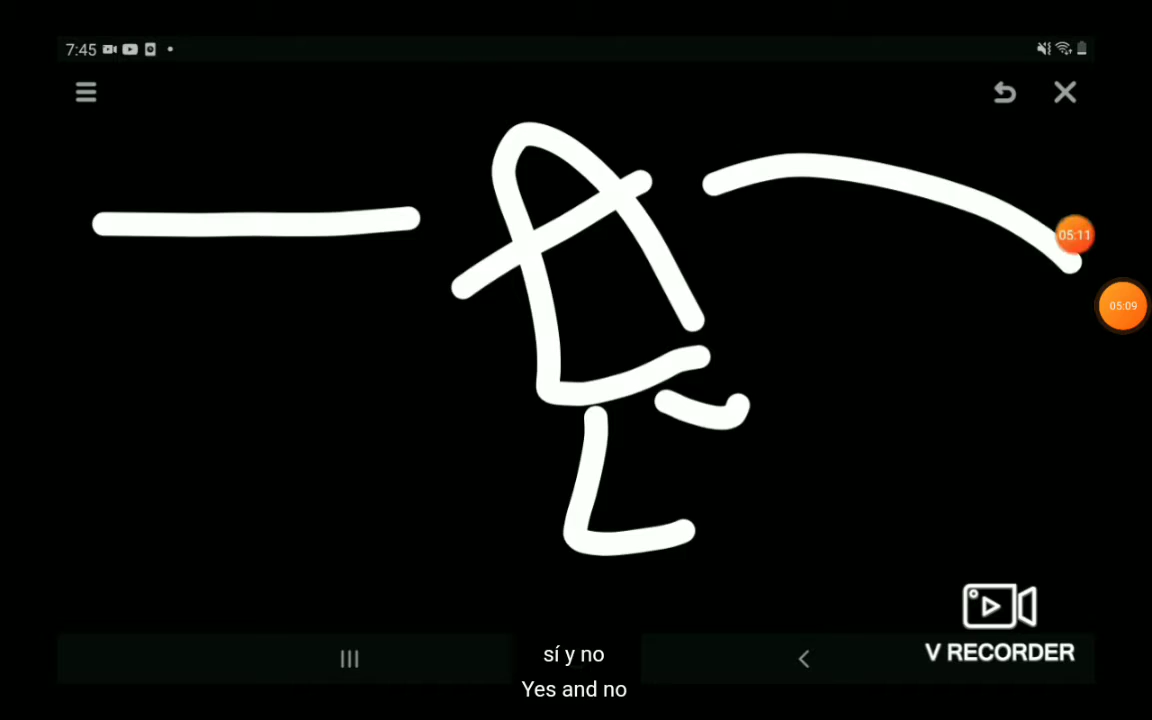 7:45
05:11
05:09
V RECORDER
sí y no
Yes and no